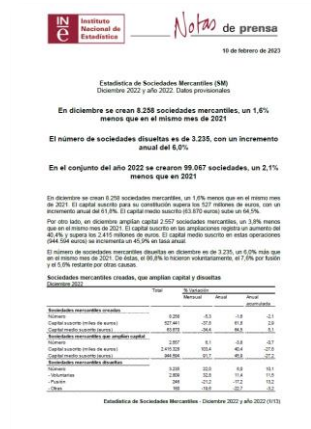 INE
Instituto
Nacional de
Estadística
Notas de prensa
10 de febrero de 2023
Estadística de Sociedades Mercantiles (SM)
Diciembre 2022 y año 2022. Datos provisionales
En diciembre se crean 8.258 sociedades mercantiles, un 1,6%
menos que en el mismo mes de 2021
El número de sociedades disueltas es de 3.235, con un incremento
anual del 6,0%
En el conjunto del año 2022 se crearon 99.067 sociedades, un 2,1%
menos que en 2021
En diciembre se crean 8.258 sociedades mercantiles, un 1,6% menos que en el mismo mes
de 2021. El capital suscrito para su constitución supera los 527 millones de euros, con un
incremento anual del 61,8%. El capital medio suscrito (63.870 euros) sube un 64,5%.
Por otro lado, en diciembre amplían capital 2.557 sociedades mercantiles, un 3,8% menos
que en el mismo mes de 2021. El capital suscrito en las ampliaciones registra un aumento del
40,4% y supera los 2.415 millones de euros. El capital medio suscrito en estas operaciones
(944.594 euros) se incrementa un 45,9% en tasa anual.
El número de sociedades mercantiles disueltas en diciembre es de 3.235, un 6,0% más que
en el mismo mes de 2021. De éstas, el 86,8% lo hicieron voluntariamente, el 7,6% por fusión
y el 5,6% restante por otras causas.
Sociedades mercantiles creadas, que amplían capital y disueltas
Diciembre 2022
Total % Variación
Mensual Anual Anual
acumulado
Sociedades mercantiles creadas
Número 8.258
Capital suscrito (miles de euros)
Capital medio suscrito (euros)
Sociedades mercantiles que amplían capital
Número 2.557
Capital suscrito (miles de euros)
Capital medio suscrito (euros) 944.594
Sociedades mercantiles disueltas
Número 3.235
- Voluntarias
- Fusión
- Otras
Estadística de Sociedades Mercantiles - Diciembre 2022 y año 2022 (1/13)